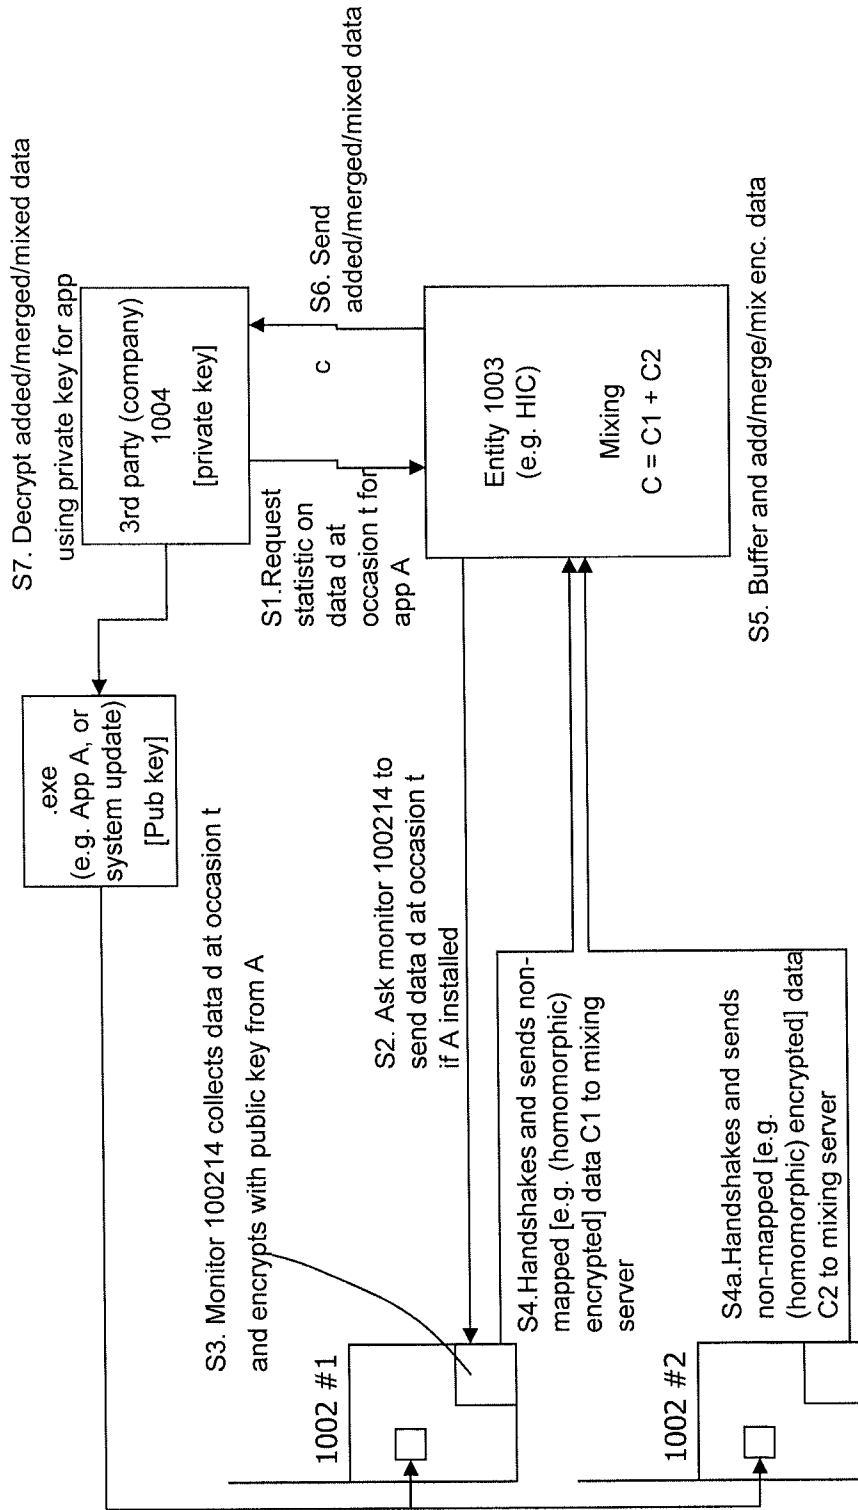 S7. Decrypt added/merged/mixed data
using private key for app
3rd party (company)
1004
[private key]
S6. Send
added/merged/mixed data
c
S1.Request
statistic on
data d at
occasion t for
app A
Entity 1003
(e.g. HIC)
Mixing
C = C1 + C2
S5. Buffer and add/merge/mix enc. data
.exe
(e.g. App A, or
system update)
[Pub key]
S3. Monitor 100214 collects data d at occasion t
and encrypts with public key from A
S2. Ask monitor 100214 to
send data d at occasion t
if A installed
S4.Handshakes and sends non-
mapped [e.g. (homomorphic)
encrypted] data C1 to mixing
server
S4a.Handshakes and sends
non-mapped [e.g.
(homomorphic) encrypted] data
C2 to mixing server
1002 #1
1002 #2